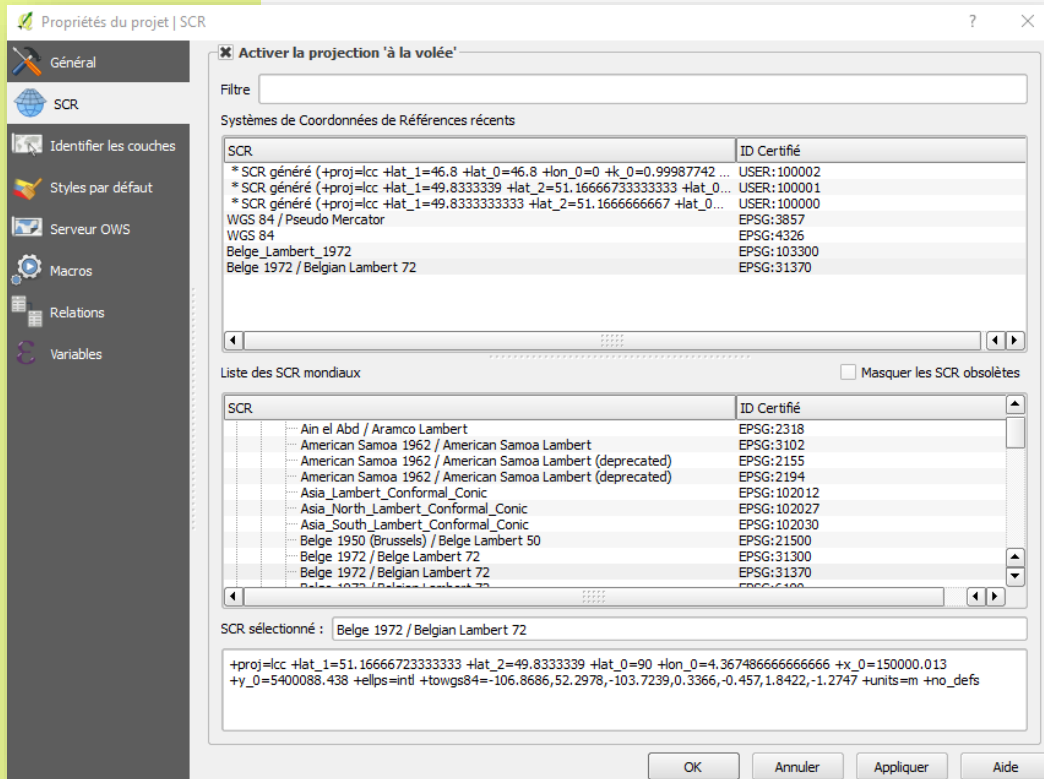 Propriétés du projet | SCR
Général
SCR
Identifier les couches
Styles par défaut
Serveur OWS
Macros
Relations
Variables
Activer la projection 'à la volée'
Filtre
Systèmes de Coordonnées de Références récents
SCR ID Certifié
* SCR généré (+proj=lcc +lat_1=46.8 +lat_0=46.8 +lon_0=0 +k_0=0.99987742 ... USER:100002
* SCR généré (+proj=lcc +lat_1=49.8333339 +lat_2=51.16666733333333 +lat_0... USER:100001
* SCR généré (+proj=lcc +lat_1=49.8333333333 +lat_2=51.1666666667 +lat_0... USER:100000
WGS 84 / Pseudo Mercator EPSG:3857
WGS 84 EPSG:4326
Belge_Lambert_1972 EPSG:103300
Belge 1972 / Belgian Lambert 72 EPSG:31370
Liste des SCR mondiaux Masquer les SCR obsolètes
SCR ID Certifié
Ain el Abd / Aramco Lambert EPSG:2318
American Samoa 1962 / American Samoa Lambert EPSG:3102
American Samoa 1962 / American Samoa Lambert (deprecated) EPSG:2155
American Samoa 1962 / American Samoa Lambert (deprecated) EPSG:2194
Asia_Lambert_Conformal_Conic EPSG:102012
Asia_North_Lambert_Conformal_Conic EPSG:102027
Asia_South_Lambert_Conformal_Conic EPSG:102030
Belge 1950 (Brussels) / Belge Lambert 50 EPSG:21500
Belge 1972 / Belge Lambert 72 EPSG:31300
Belge 1972 / Belgian Lambert 72 EPSG:31370
SCR sélectionné : Belge 1972 / Belgian Lambert 72
+proj=lcc +lat_1=51.16666723333333 +lat_2=49.8333339 +lat_0=90 +lon_0=4.367486666666666 +x_0=150000.013
+y_0=5400088.438 +ellps=intl +towgs84=-106.8686,52.2978,-103.7239,0.3366,-0.457,1.8422,-1.2747 +units=m +no_defs
OK Annuler Appliquer Aide